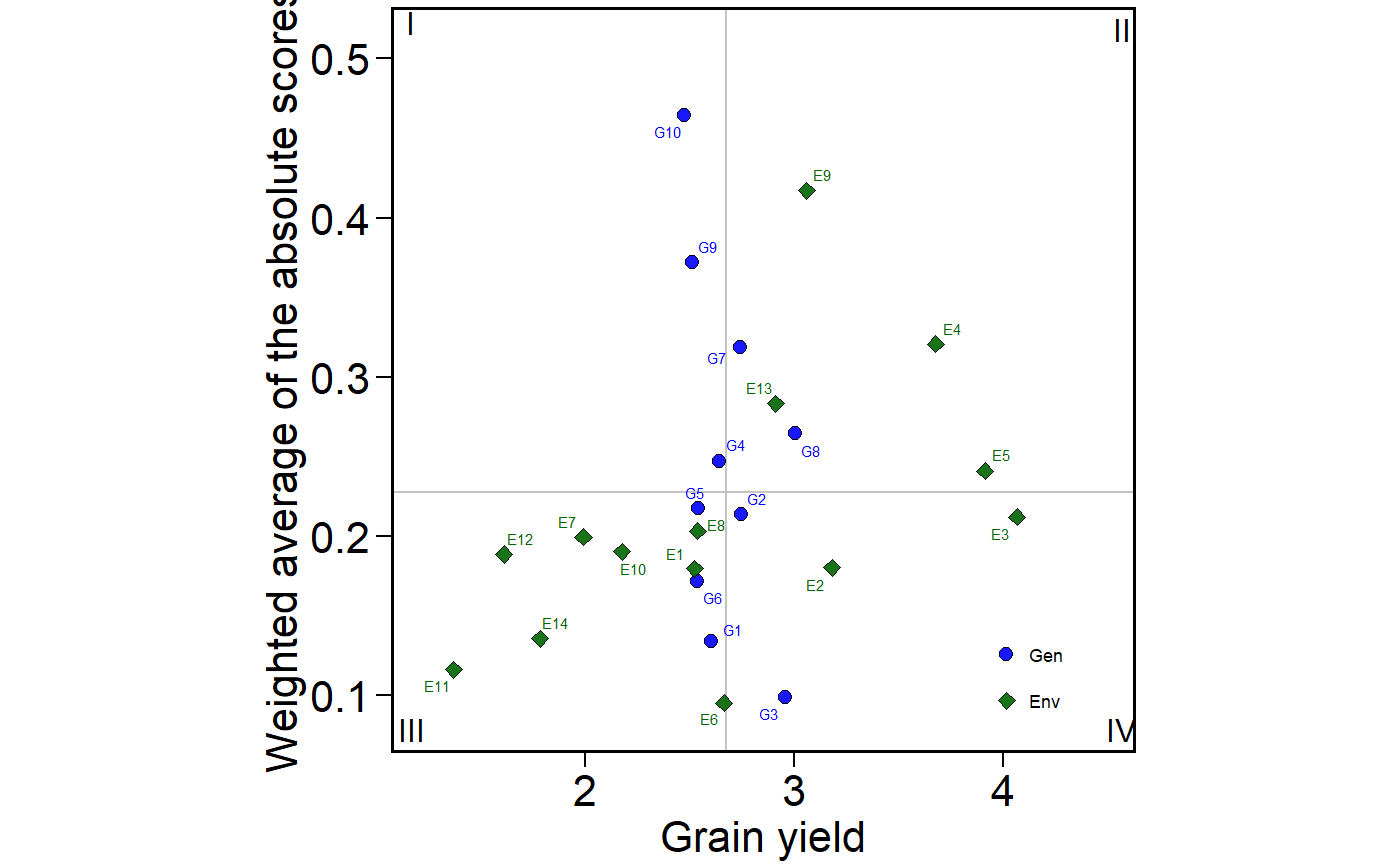 I
II
Weighted average of the absolute scores
0.5
G10
E9
0.4
G9
E4
0.3
G7
E13
G4
G8
E5
G5
G2
E7
E8
E3
0.2
E12
E1
E10
E2
G6
E14
G1
Gen
E11
0.1
E6
G3
Env
III
IV
2
3
4
Grain yield